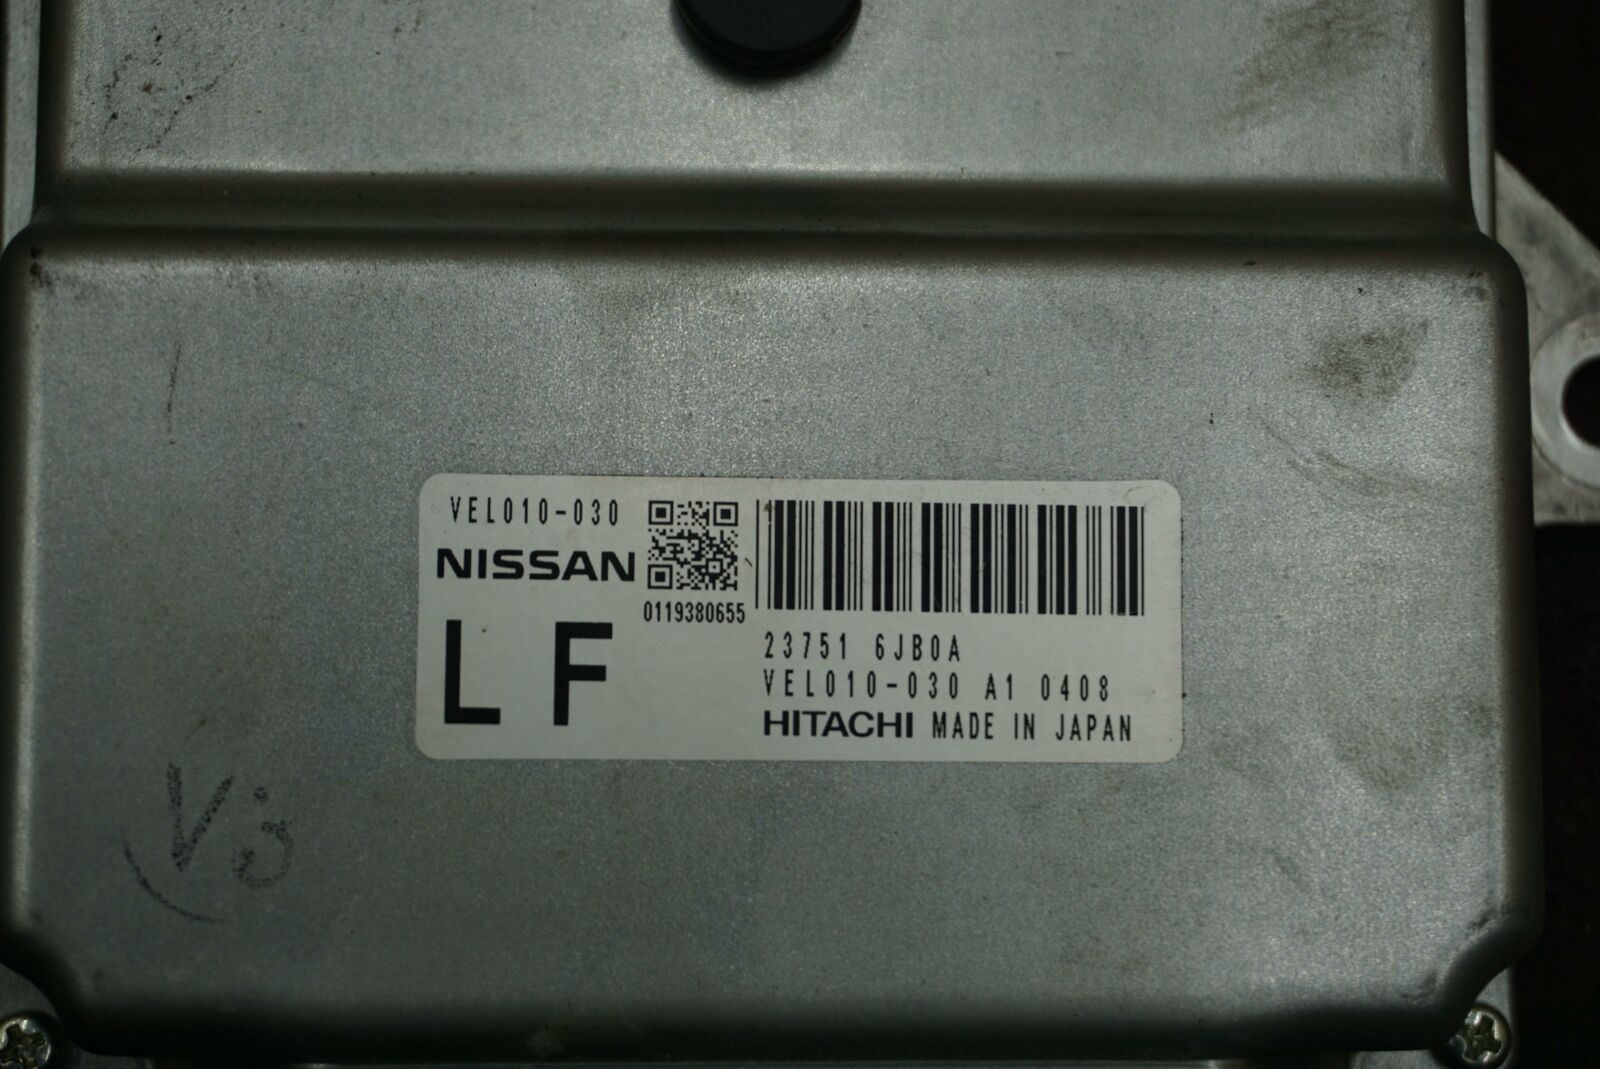 VEL010-030
NISSAN
0119380655
LF
23751 6JB0A
VEL010-030 A1 0408
HITACHI MADE IN JAPAN